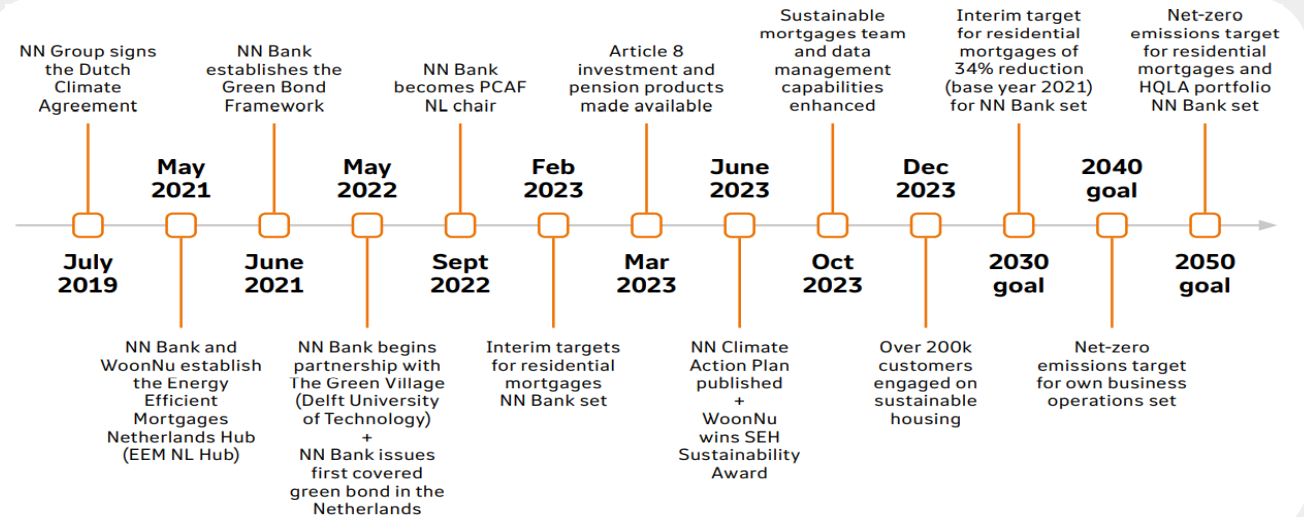 NN Group signs
the Dutch
Climate
Agreement
July
2019
May
2021
NN Bank and
WoonNu establish
the Energy
Efficient
Mortgages
Netherlands Hub
(EEM NL Hub)
NN Bank
establishes the
Green Bond
Framework
June
2021
May
2022
NN Bank begins
partnership with
The Green Village
(Delft University
of Technology)
+
NN Bank issues
first covered
green bond in the
Netherlands
NN Bank
becomes PCAF
NL chair
Sept
2022
Feb
2023
Interim targets
for residential
mortgages
NN Bank set
Article 8
investment and
pension products
made available
Mar
2023
June
2023
NN Climate
Action Plan
published
+
WoonNu
wins SEH
Sustainability
Award
Sustainable
mortgages team
and data
management
capabilities
enhanced
Oct
2023
Dec
2023
Over 200k
customers
engaged on
sustainable
housing
Interim target
for residential
mortgages of
34% reduction
(base year 2021)
for NN Bank set
2030
goal
2040
goal
Net-zero
emissions target
for own business
operations set
Net-zero
emissions target
for residential
mortgages and
HQLA portfolio
NN Bank set
2050
goal